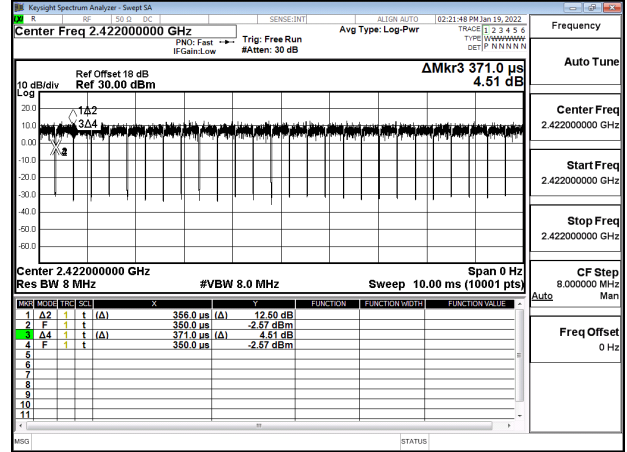 Keysight Spectrum Analyzer - Swept SA
R RF 50 Ω DC SENSE:INT ALIGN AUTO 02:21:48 PM Jan 19, 2022
Center Freq 2.422000000 GHz
PNO: Fast
IFGain:Low
Trig: Free Run
#Atten: 30 dB
Avg Type: Log-Pwr
TRACE 1 2 3 4 5 6
TYPE
DET P N N N N N
Frequency
Auto Tune
Center Freq
2.422000000 GHz
Start Freq
2.422000000 GHz
Stop Freq
2.422000000 GHz
CF Step
8.000000 MHz
Auto Man
Freq Offset
0 Hz
ΔMkr3 371.0 µs
4.51 dB
Ref Offset 18 dB
10 dB/div Ref 30.00 dBm
Log
20.0
10.0
0.00
-10.0
-20.0
-30.0
-40.0
-50.0
-60.0
1Δ2
3Δ4
Center 2.422000000 GHz Span 0 Hz
Res BW 8 MHz #VBW 8.0 MHz Sweep 10.00 ms (10001 pts)
MKR MODE TRC SCL X Y FUNCTION FUNCTION WIDTH FUNCTION VALUE
1 Δ2 1 t (Δ) 356.0 µs (Δ) 12.50 dB
2 F 1 t 350.0 µs -2.57 dBm
3 Δ4 1 t (Δ) 371.0 µs (Δ) 4.51 dB
4 F 1 t 350.0 µs -2.57 dBm
5
6
7
8
9
10
11
MSG STATUS